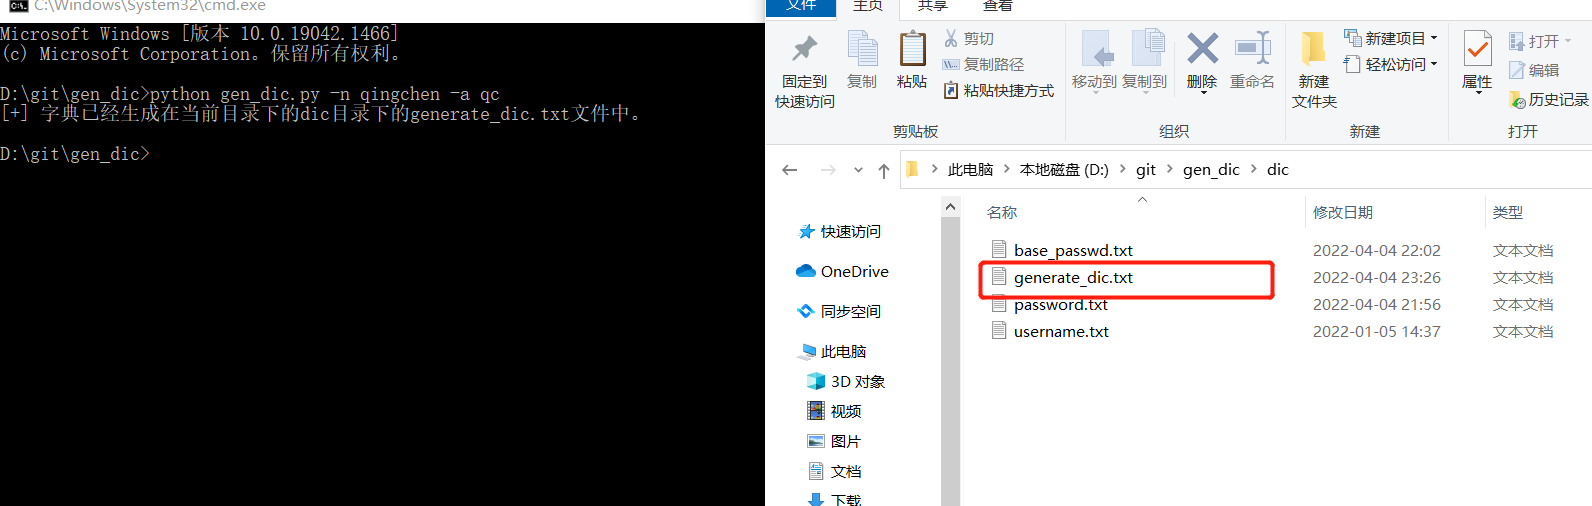 C:\Windows\System32\cmd.exe
Microsoft Windows [版本 10.0.19042.1466]
(c) Microsoft Corporation。保留所有权利。
D:\git\gen_dic>python gen_dic.py -n qingchen -a qc
[+] 字典已经生成在当前目录下的dic目录下的generate_dic.txt文件中。
D:\git\gen_dic>
文件 主页 共享 查看
固定到
快速访问
复制
粘贴
剪切
复制路径
粘贴快捷方式
剪贴板
移动到
复制到
删除
重命名
组织
新建
文件夹
新建项目
轻松访问
新建
属性
打开
编辑
历史记录
打开
此电脑 本地磁盘 (D:) git gen_dic dic
快速访问
OneDrive
同步空间
此电脑
3D 对象
视频
图片
文档
下载
名称 修改日期 类型
base_passwd.txt 2022-04-04 22:02 文本文档
generate_dic.txt 2022-04-04 23:26 文本文档
password.txt 2022-04-04 21:56 文本文档
username.txt 2022-01-05 14:37 文本文档